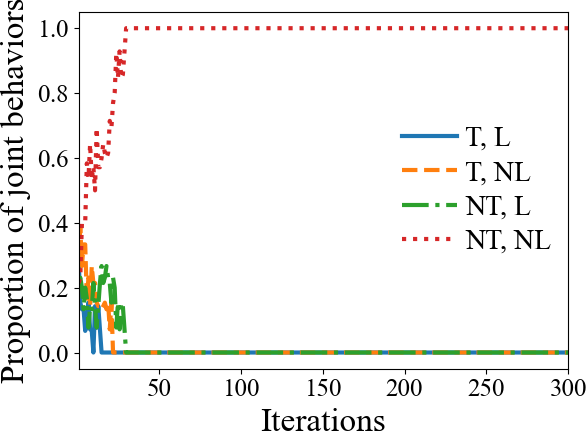 Proportion of joint behaviors
1.0
0.8
0.6
0.4
0.2
0.0
T, L
T, NL
NT, L
NT, NL
50 100 150 200 250 300
Iterations